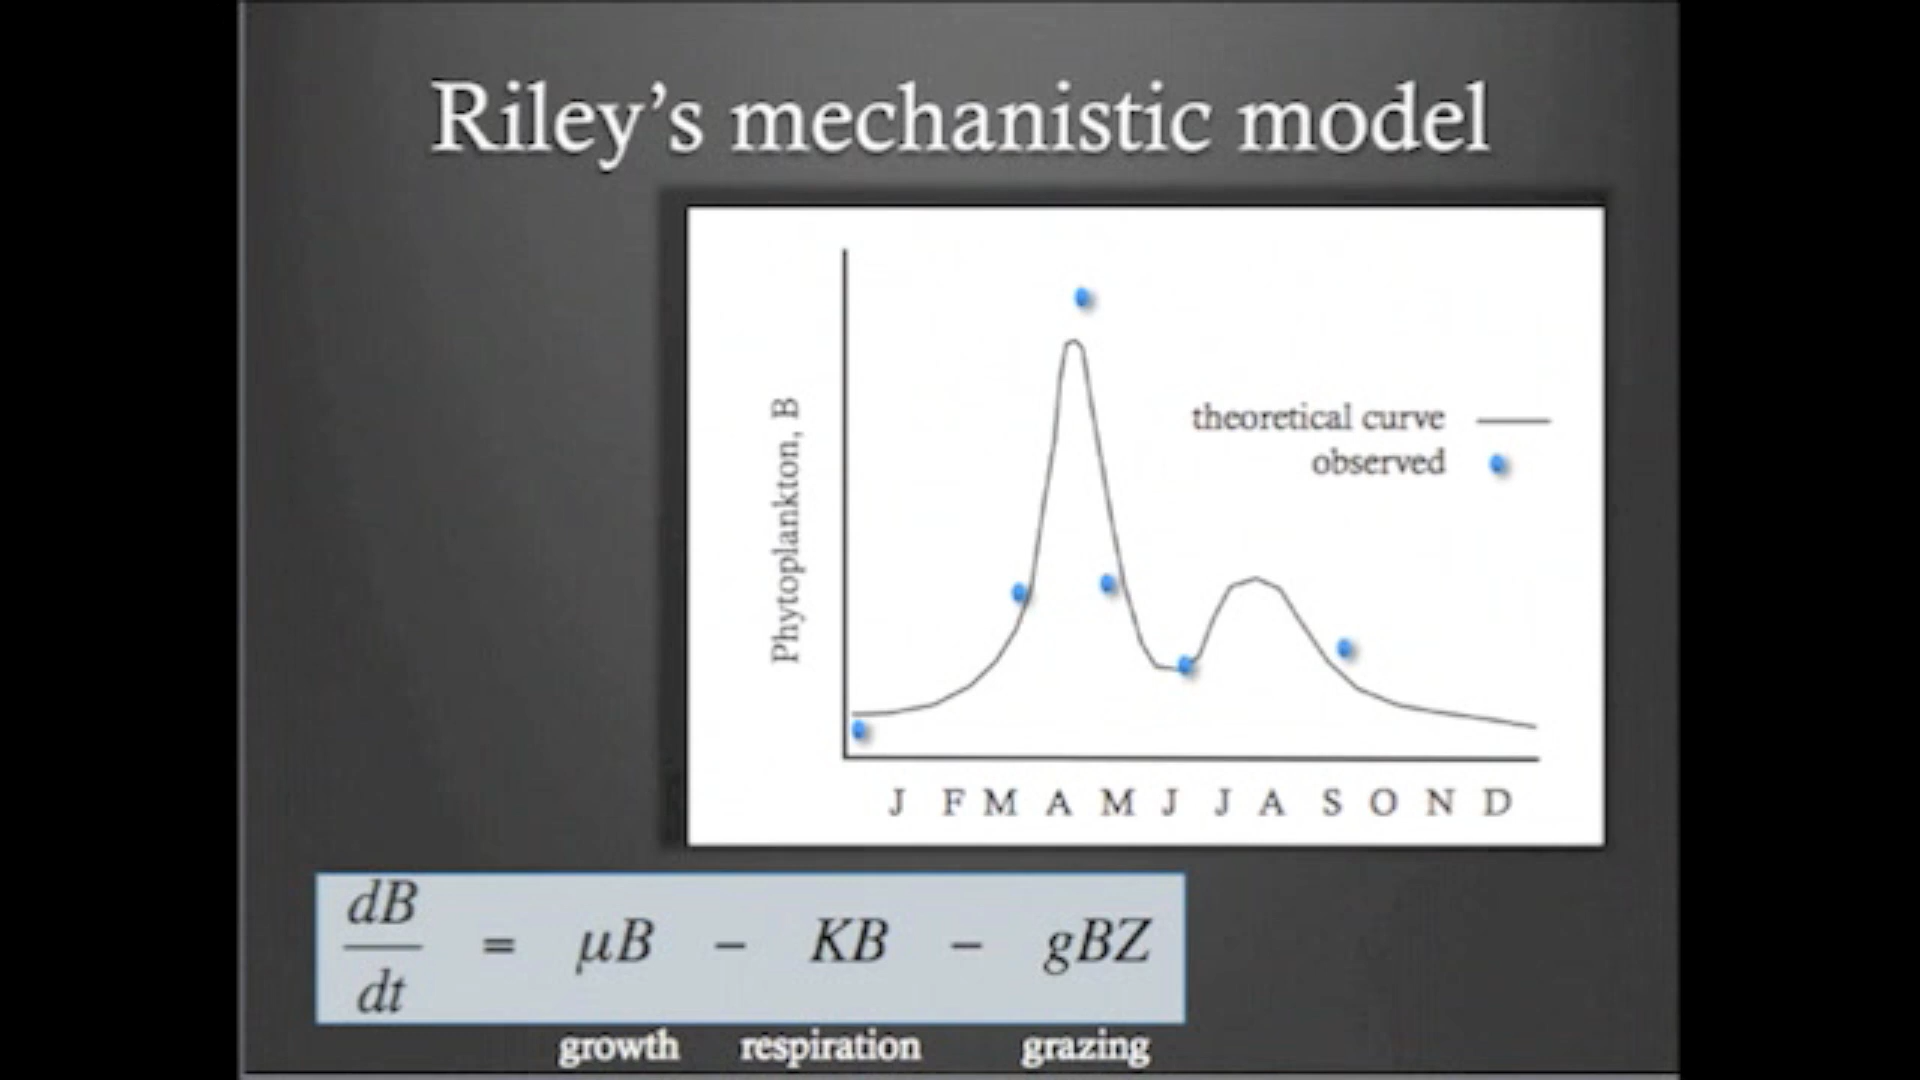 Riley's mechanistic model
Phytoplankton, B
theoretical curve
observed
J F M A M J J A S O N D
dB/dt = μB – KB – gBZ
growth respiration grazing